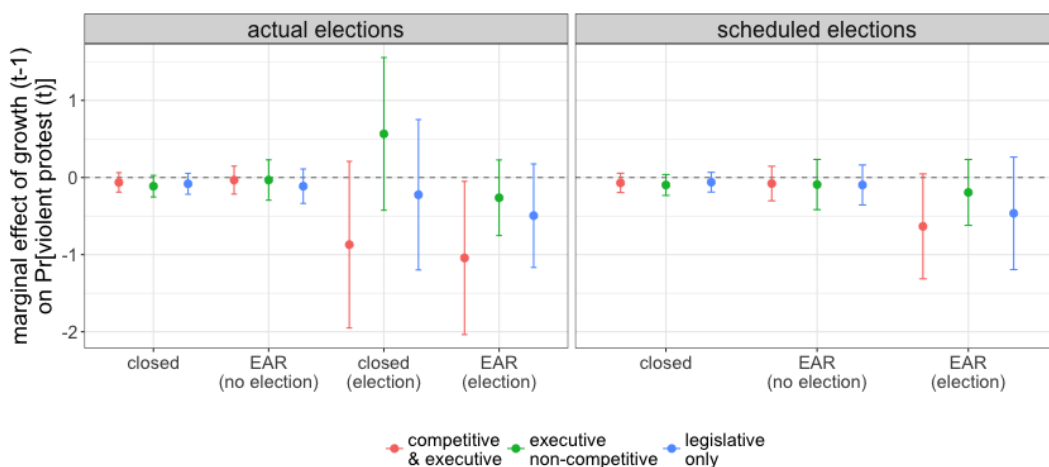 actual elections
scheduled elections
marginal effect of growth (t-1)
on Pr[violent protest (t)]
1
0
-1
-2
closed
EAR
(no election)
closed
(election)
EAR
(election)
closed
EAR
(no election)
EAR
(election)
competitive
& executive
executive
non-competitive
legislative
only